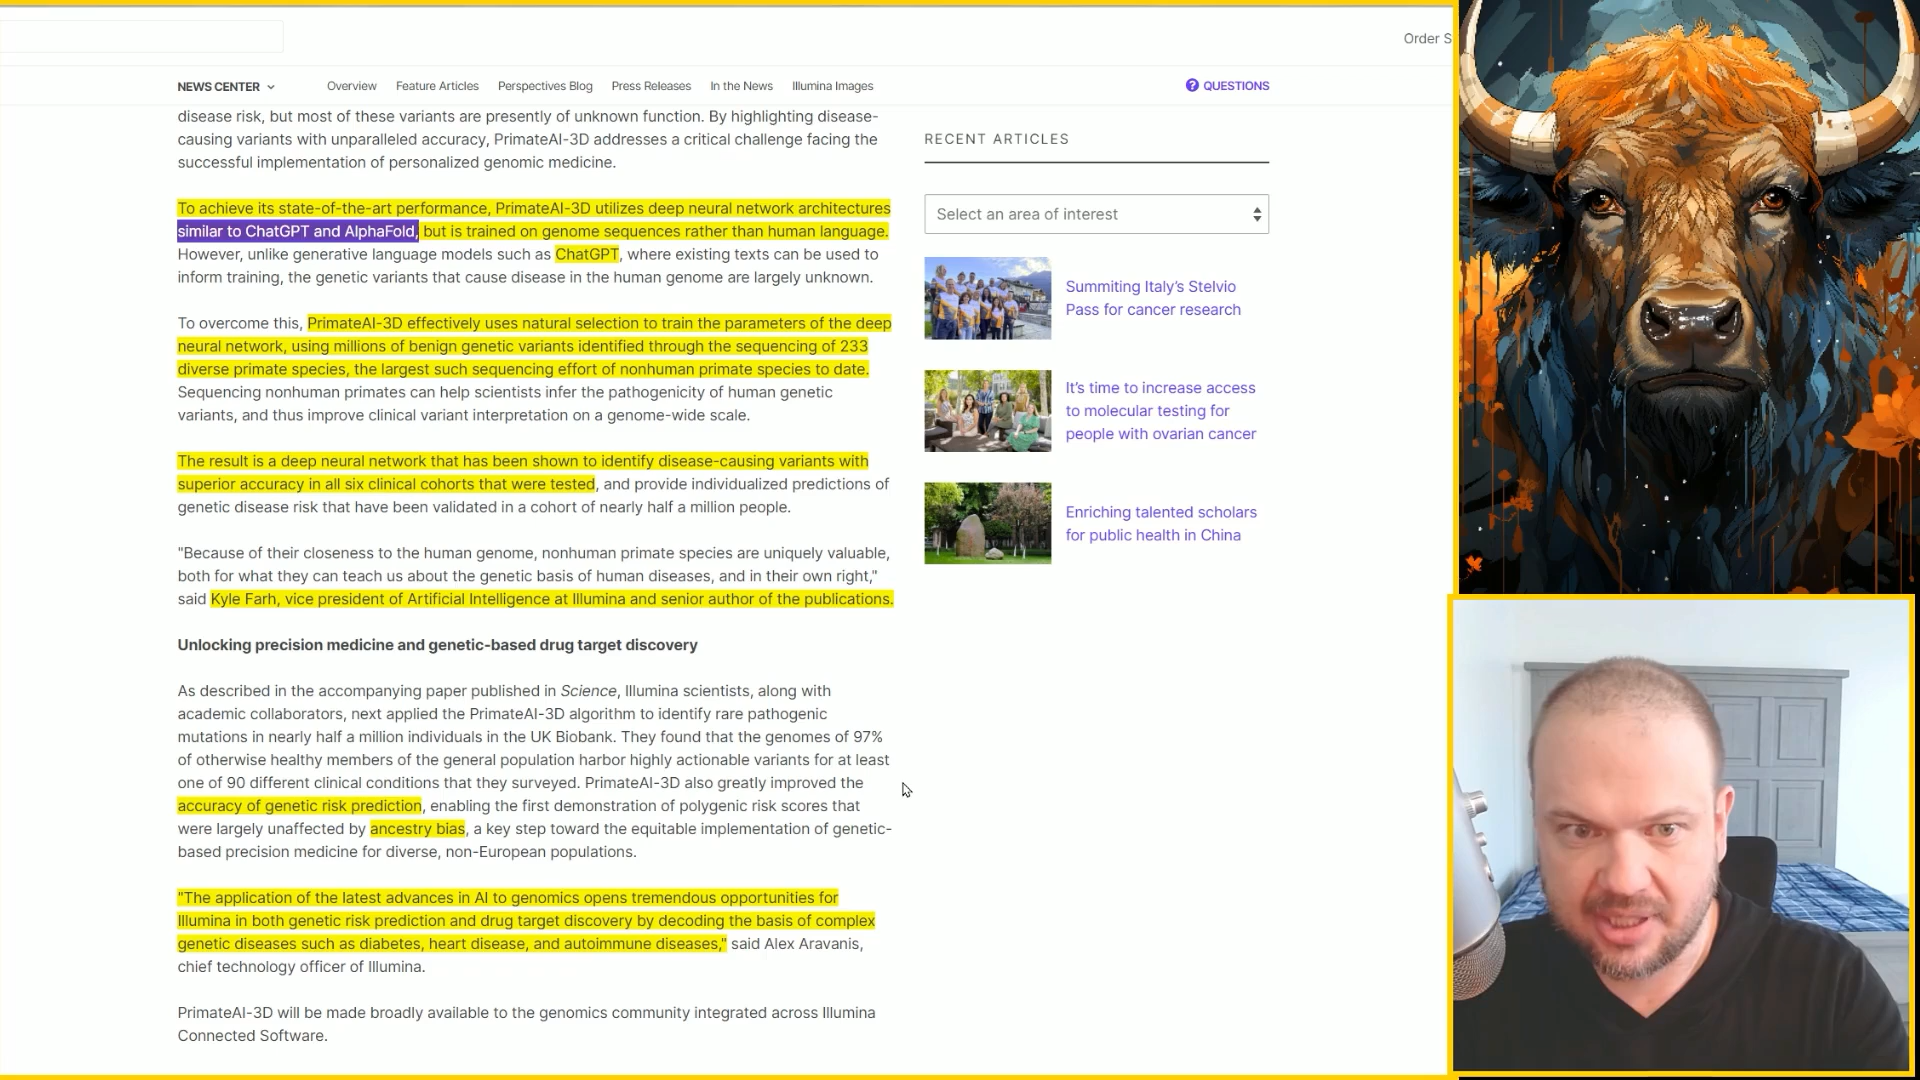 Order S
NEWS CENTER
Overview
Feature Articles
Perspectives Blog
Press Releases
In the News
Illumina Images
QUESTIONS
disease risk, but most of these variants are presently of unknown function. By highlighting disease-
causing variants with unparalleled accuracy, PrimateAI-3D addresses a critical challenge facing the
successful implementation of personalized genomic medicine.
To achieve its state-of-the-art performance, PrimateAI-3D utilizes deep neural network architectures
similar to ChatGPT and AlphaFold, but is trained on genome sequences rather than human language.
However, unlike generative language models such as ChatGPT, where existing texts can be used to
inform training, the genetic variants that cause disease in the human genome are largely unknown.
To overcome this, PrimateAI-3D effectively uses natural selection to train the parameters of the deep
neural network, using millions of benign genetic variants identified through the sequencing of 233
diverse primate species, the largest such sequencing effort of nonhuman primate species to date.
Sequencing nonhuman primates can help scientists infer the pathogenicity of human genetic
variants, and thus improve clinical variant interpretation on a genome-wide scale.
The result is a deep neural network that has been shown to identify disease-causing variants with
superior accuracy in all six clinical cohorts that were tested, and provide individualized predictions of
genetic disease risk that have been validated in a cohort of nearly half a million people.
"Because of their closeness to the human genome, nonhuman primate species are uniquely valuable,
both for what they can teach us about the genetic basis of human diseases, and in their own right,"
said Kyle Farh, vice president of Artificial Intelligence at Illumina and senior author of the publications.
Unlocking precision medicine and genetic-based drug target discovery
As described in the accompanying paper published in Science, Illumina scientists, along with
academic collaborators, next applied the PrimateAI-3D algorithm to identify rare pathogenic
mutations in nearly half a million individuals in the UK Biobank. They found that the genomes of 97%
of otherwise healthy members of the general population harbor highly actionable variants for at least
one of 90 different clinical conditions that they surveyed. PrimateAI-3D also greatly improved the
accuracy of genetic risk prediction, enabling the first demonstration of polygenic risk scores that
were largely unaffected by ancestry bias, a key step toward the equitable implementation of genetic-
based precision medicine for diverse, non-European populations.
"The application of the latest advances in AI to genomics opens tremendous opportunities for
Illumina in both genetic risk prediction and drug target discovery by decoding the basis of complex
genetic diseases such as diabetes, heart disease, and autoimmune diseases," said Alex Aravanis,
chief technology officer of Illumina.
PrimateAI-3D will be made broadly available to the genomics community integrated across Illumina
Connected Software.
RECENT ARTICLES
Select an area of interest
Summiting Italy’s Stelvio
Pass for cancer research
It’s time to increase access
to molecular testing for
people with ovarian cancer
Enriching talented scholars
for public health in China